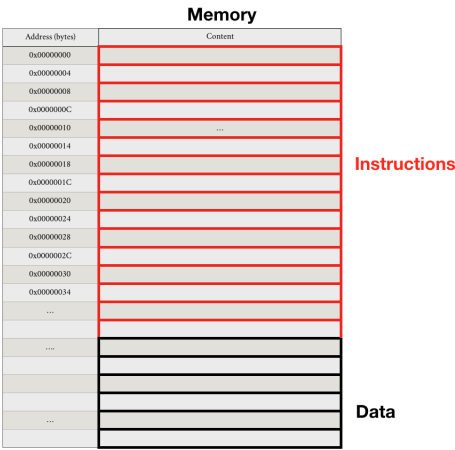 Memory
Address (bytes) Content
0x00000000
0x00000004
0x00000008
0x0000000C
0x00000010 ...
0x00000014
0x00000018
0x0000001C
0x00000020
0x00000024
0x00000028
0x0000002C
0x00000030
0x00000034
...
....
...
Instructions
Data